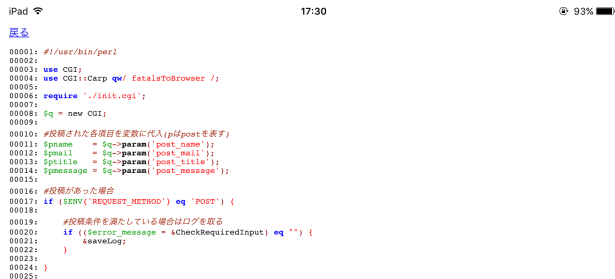 iPad 17:30 93%
戻る
00001: #!/usr/bin/perl
00002:
00003: use CGI;
00004: use CGI::Carp qw/ fatalsToBrowser /;
00005:
00006: require './init.cgi';
00007:
00008: $q = new CGI;
00009:
00010: #投稿された各項目を変数に代入(pはpostを表す)
00011: $pname    = $q->param('post_name');
00012: $pmail    = $q->param('post_mail');
00013: $ptitle   = $q->param('post_title');
00014: $pmessage = $q->param('post_message');
00015:
00016: #投稿があった場合
00017: if ($ENV{'REQUEST_METHOD'} eq 'POST') {
00018:
00019:     #投稿条件を満たしている場合はログを取る
00020:     if (($error_message = &CheckRequiredInput) eq "") {
00021:         &saveLog;
00022:     }
00023:
00024: }
00025: